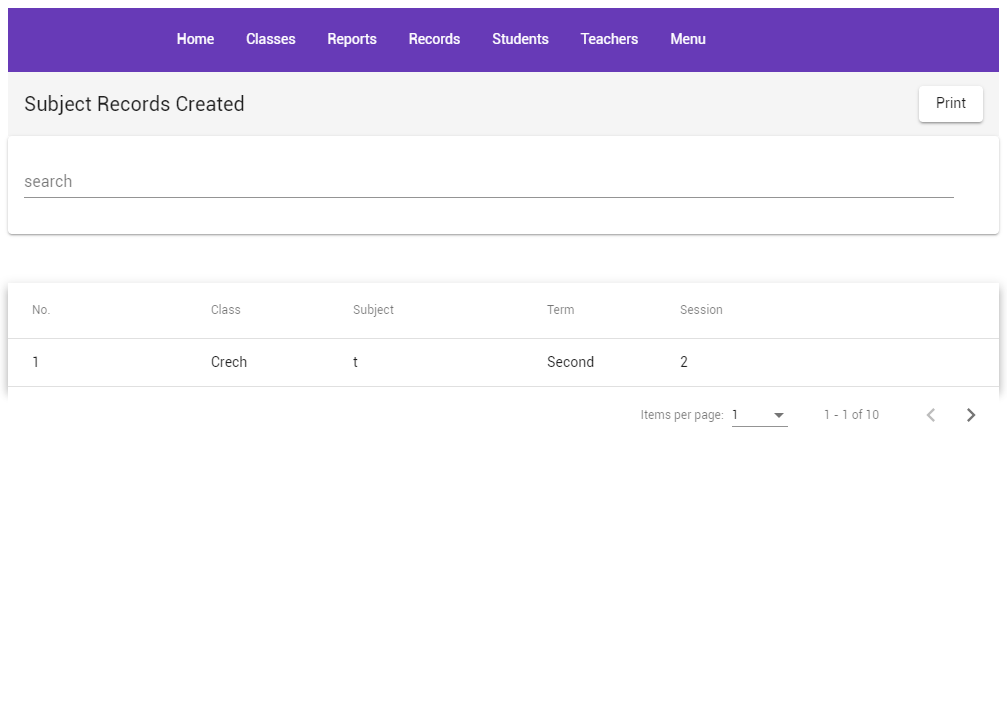 Home Classes Reports Records Students Teachers Menu
Subject Records Created Print
search
No. Class Subject Term Session
1 Crech t Second 2
Items per page: 1 1 - 1 of 10